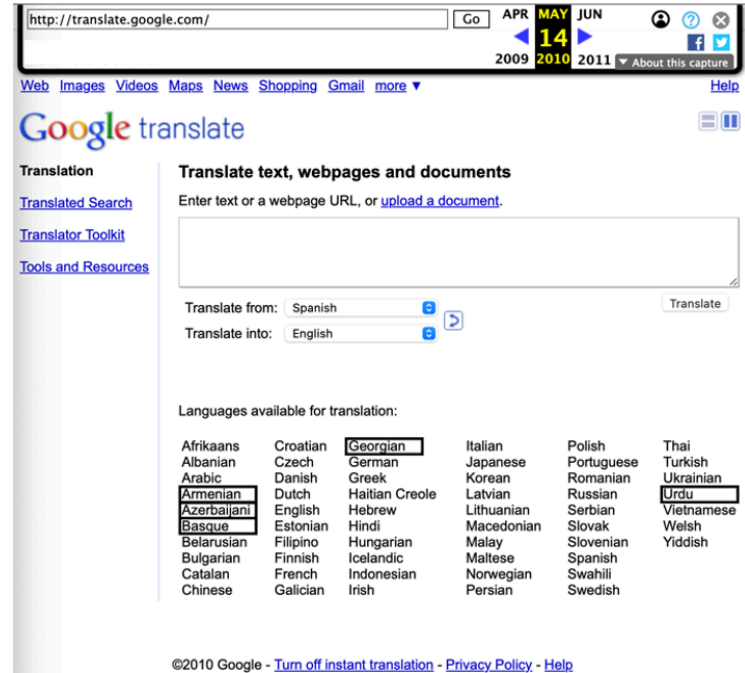 http://translate.google.com/ Go APR MAY JUN
14
2009 2010 2011 About this capture
Web Images Videos Maps News Shopping Gmail more ▼ Help
Google translate
Translation
Translated Search
Translator Toolkit
Tools and Resources
Translate text, webpages and documents
Enter text or a webpage URL, or upload a document.
Translate from: Spanish Translate
Translate into: English
Languages available for translation:
Afrikaans Croatian Georgian Italian Polish Thai
Albanian Czech German Japanese Portuguese Turkish
Arabic Danish Greek Korean Romanian Ukrainian
Armenian Dutch Haitian Creole Latvian Russian Urdu
Azerbaijani English Hebrew Lithuanian Serbian Vietnamese
Basque Estonian Hindi Macedonian Slovak Welsh
Belarusian Filipino Hungarian Malay Slovenian Yiddish
Bulgarian Finnish Icelandic Maltese Spanish
Catalan French Indonesian Norwegian Swahili
Chinese Galician Irish Persian Swedish
©2010 Google - Turn off instant translation - Privacy Policy - Help